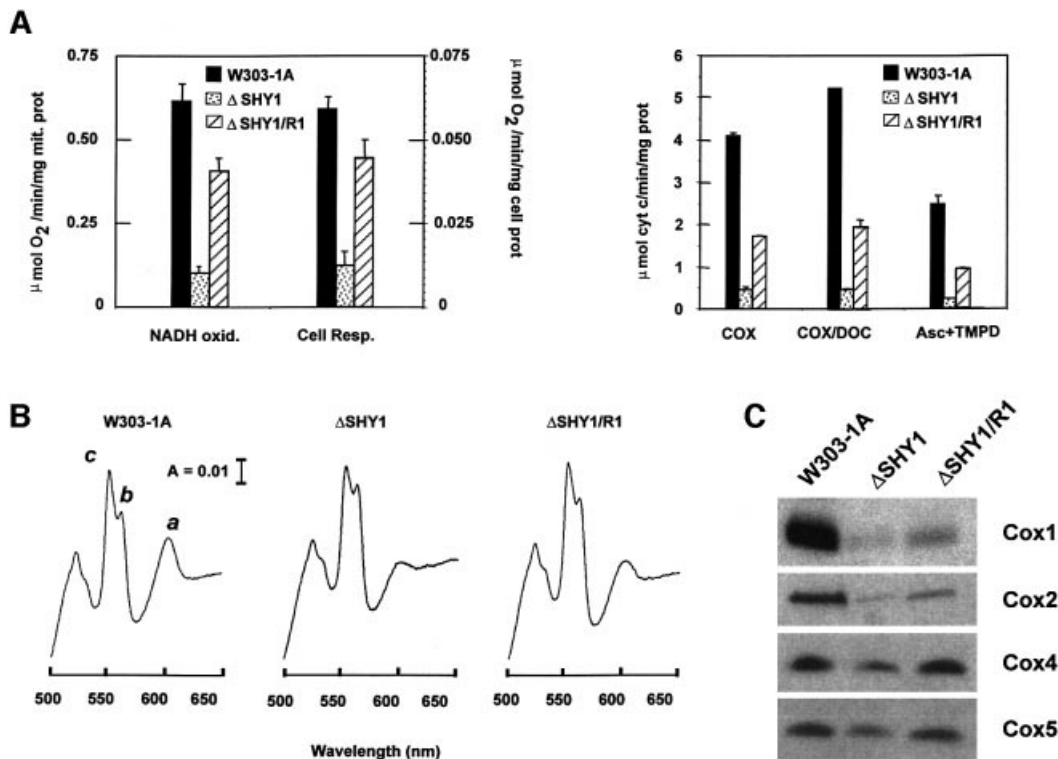 A
0.75
0.50
0.25
0
μ mol O2 /min/mg mit. prot
W303-1A
Δ SHY1
Δ SHY1/R1
NADH oxid.
Cell Resp.
0.075
0.050
0.025
0
μ mol O2 /min/mg cell prot
6
5
4
3
2
1
0
μ mol cyt c/min/mg prot
W303-1A
Δ SHY1
Δ SHY1/R1
COX
COX/DOC
Asc+TMPD
B
W303-1A
ΔSHY1
ΔSHY1/R1
c
b
a
A = 0.01
500 550 600 650
500 550 600 650
500 550 600 650
Wavelength (nm)
C
W303-1A
ΔSHY1
ΔSHY1/R1
Cox1
Cox2
Cox4
Cox5